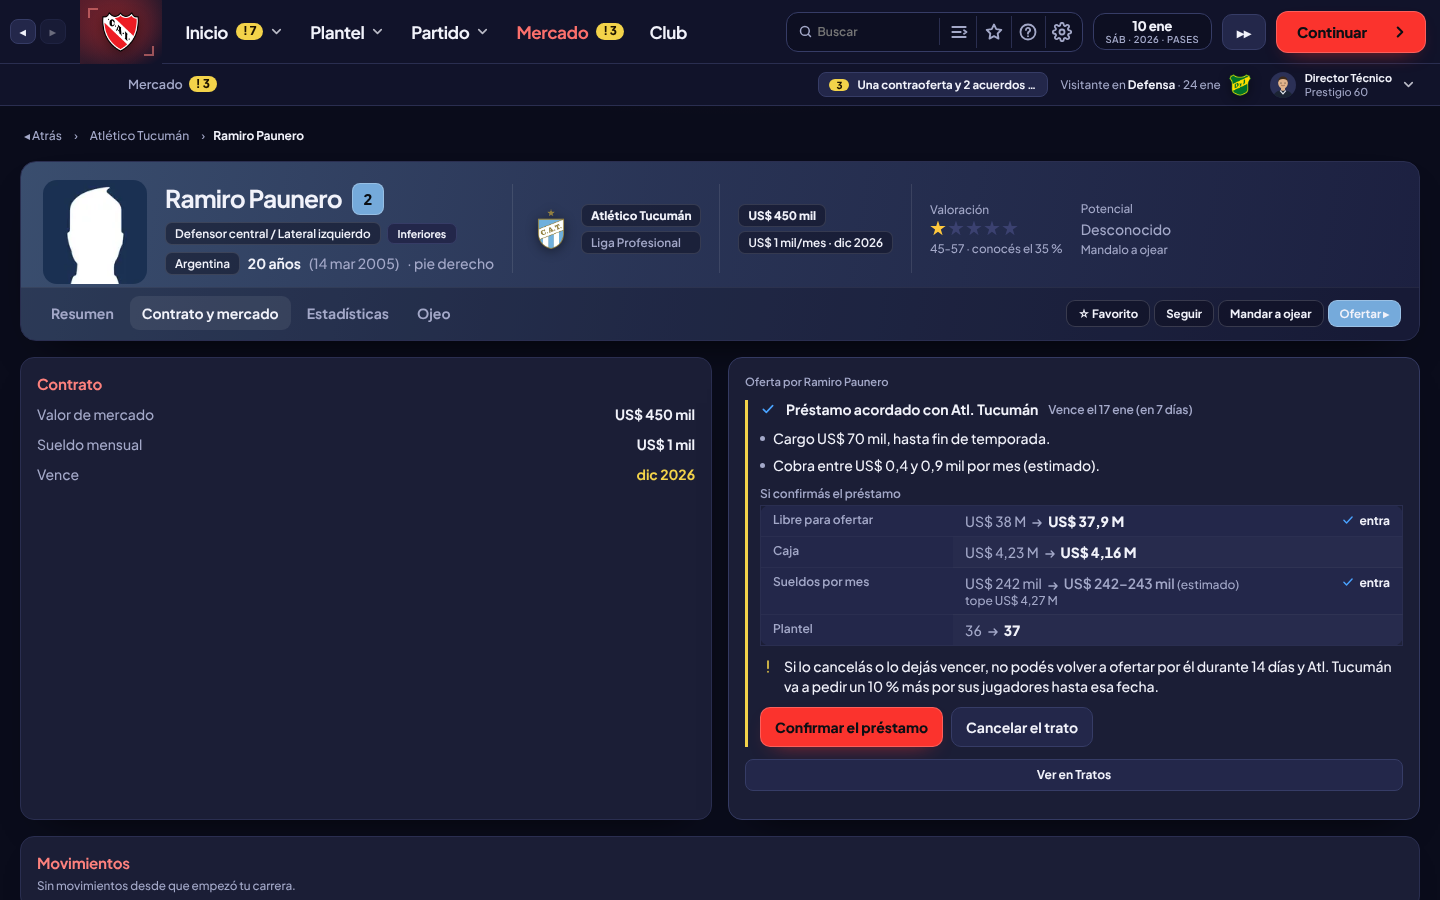 Inicio !7
Plantel
Partido
Mercado !3
Club
Buscar
10 ene
SÁB · 2026 · PASES
Continuar
Mercado !3
3 Una contraoferta y 2 acuerdos …
Visitante en Defensa · 24 ene
Director Técnico
Prestigio 60
◂ Atrás › Atlético Tucumán › Ramiro Paunero
Ramiro Paunero 2
Defensor central / Lateral izquierdo Inferiores
Argentina 20 años (14 mar 2005) · pie derecho
C.A.T.
Atlético Tucumán
Liga Profesional
US$ 450 mil
US$ 1 mil/mes · dic 2026
Valoración
45-57 · conocés el 35 %
Potencial
Desconocido
Mandalo a ojear
Resumen Contrato y mercado Estadísticas Ojeo
☆ Favorito Seguir Mandar a ojear Ofertar ▸
Contrato
Valor de mercado US$ 450 mil
Sueldo mensual US$ 1 mil
Vence dic 2026
Oferta por Ramiro Paunero
✓ Préstamo acordado con Atl. Tucumán Vence el 17 ene (en 7 días)
• Cargo US$ 70 mil, hasta fin de temporada.
• Cobra entre US$ 0,4 y 0,9 mil por mes (estimado).
Si confirmás el préstamo
Libre para ofertar US$ 38 M → US$ 37,9 M ✓ entra
Caja US$ 4,23 M → US$ 4,16 M
Sueldos por mes US$ 242 mil → US$ 242–243 mil (estimado) ✓ entra
tope US$ 4,27 M
Plantel 36 → 37
! Si lo cancelás o lo dejás vencer, no podés volver a ofertar por él durante 14 días y Atl. Tucumán
va a pedir un 10 % más por sus jugadores hasta esa fecha.
Confirmar el préstamo Cancelar el trato
Ver en Tratos
Movimientos
Sin movimientos desde que empezó tu carrera.